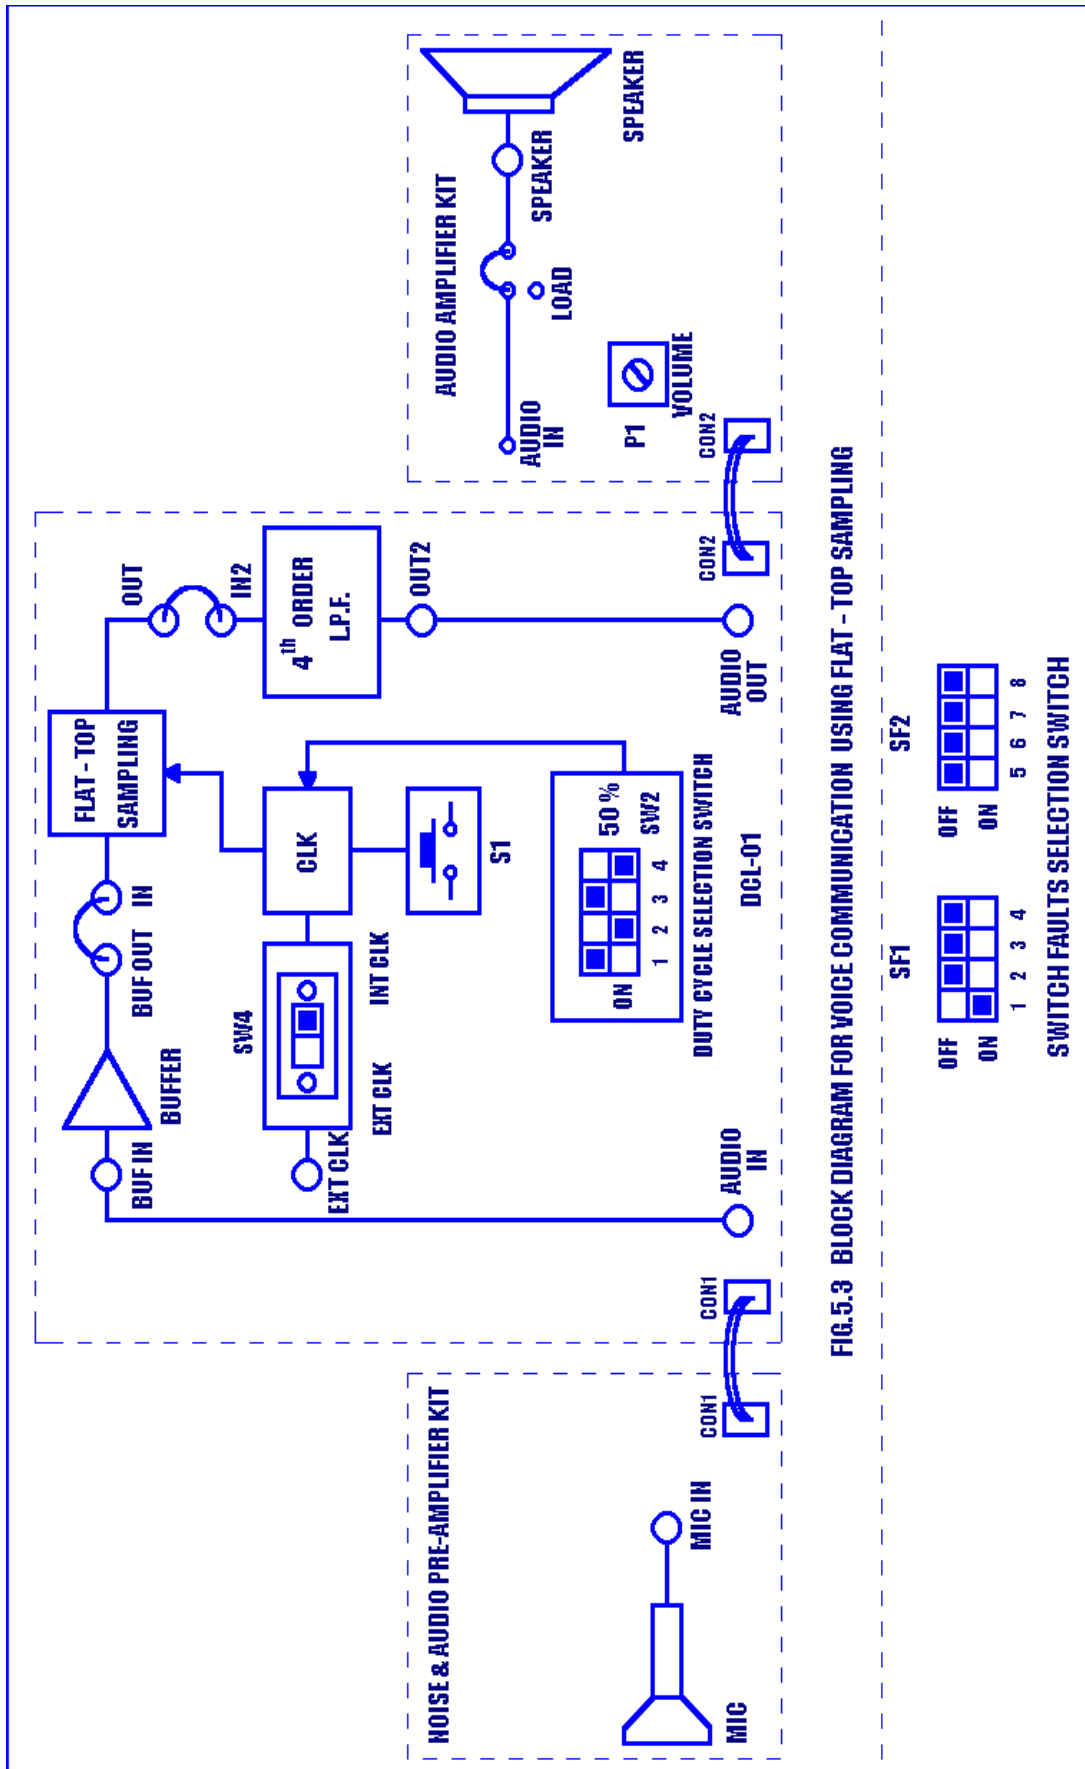 NOISE & AUDIO PRE-AMPLIFIER KIT
MIC
MIC IN
CON1
CON1
BUF IN
BUFFER
BUF OUT
IN
FLAT - TOP
SAMPLING
OUT
IN2
4th ORDER
L.P.F.
OUT2
AUDIO
OUT
EXT CLK
SW4
EXT CLK
INT CLK
CLK
S1
ON
1 2 3 4
50 %
SW2
DUTY CYCLE SELECTION SWITCH
DCL-01
AUDIO
IN
CON2
CON2
AUDIO AMPLIFIER KIT
AUDIO
IN
LOAD
SPEAKER
SPEAKER
P1
VOLUME
FIG.5.3 BLOCK DIAGRAM FOR VOICE COMMUNICATION USING FLAT - TOP SAMPLING
SF1
OFF
ON
1 2 3 4
SF2
OFF
ON
5 6 7 8
SWITCH FAULTS SELECTION SWITCH